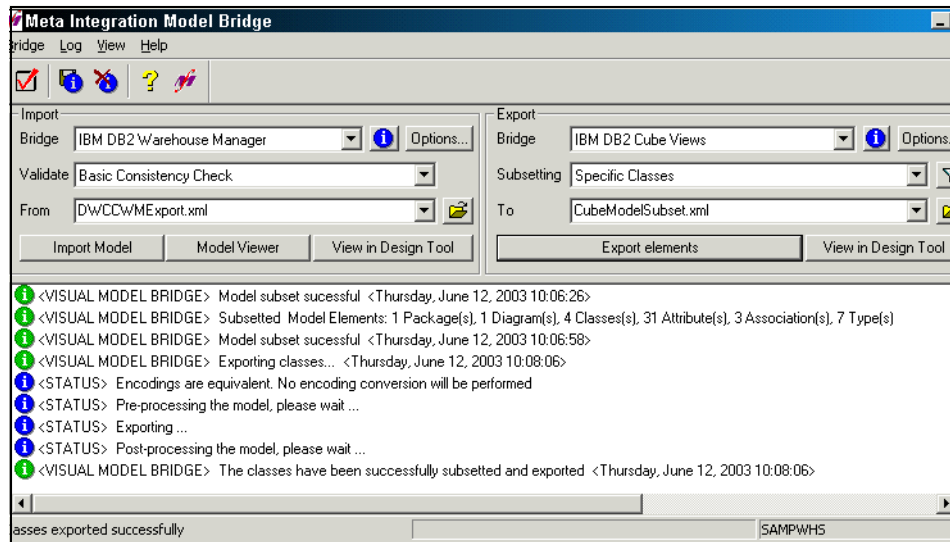 Meta Integration Model Bridge
ridge Log View Help
Import
Bridge IBM DB2 Warehouse Manager Options...
Validate Basic Consistency Check
From DWCCWMExport.xml
Import Model Model Viewer View in Design Tool
Export
Bridge IBM DB2 Cube Views Options.
Subsetting Specific Classes
To CubeModelSubset.xml
Export elements View in Design Tool
<VISUAL MODEL BRIDGE> Model subset sucessful <Thursday, June 12, 2003 10:06:26>
<VISUAL MODEL BRIDGE> Subsetted Model Elements: 1 Package(s), 1 Diagram(s), 4 Classes(s), 31 Attribute(s), 3 Association(s), 7 Type(s)
<VISUAL MODEL BRIDGE> Model subset sucessful <Thursday, June 12, 2003 10:06:58>
<VISUAL MODEL BRIDGE> Exporting classes... <Thursday, June 12, 2003 10:08:06>
<STATUS> Encodings are equivalent. No encoding conversion will be performed
<STATUS> Pre-processing the model, please wait ...
<STATUS> Exporting ...
<STATUS> Post-processing the model, please wait ...
<VISUAL MODEL BRIDGE> The classes have been successfully subsetted and exported <Thursday, June 12, 2003 10:08:06>
lasses exported successfully SAMPWHS